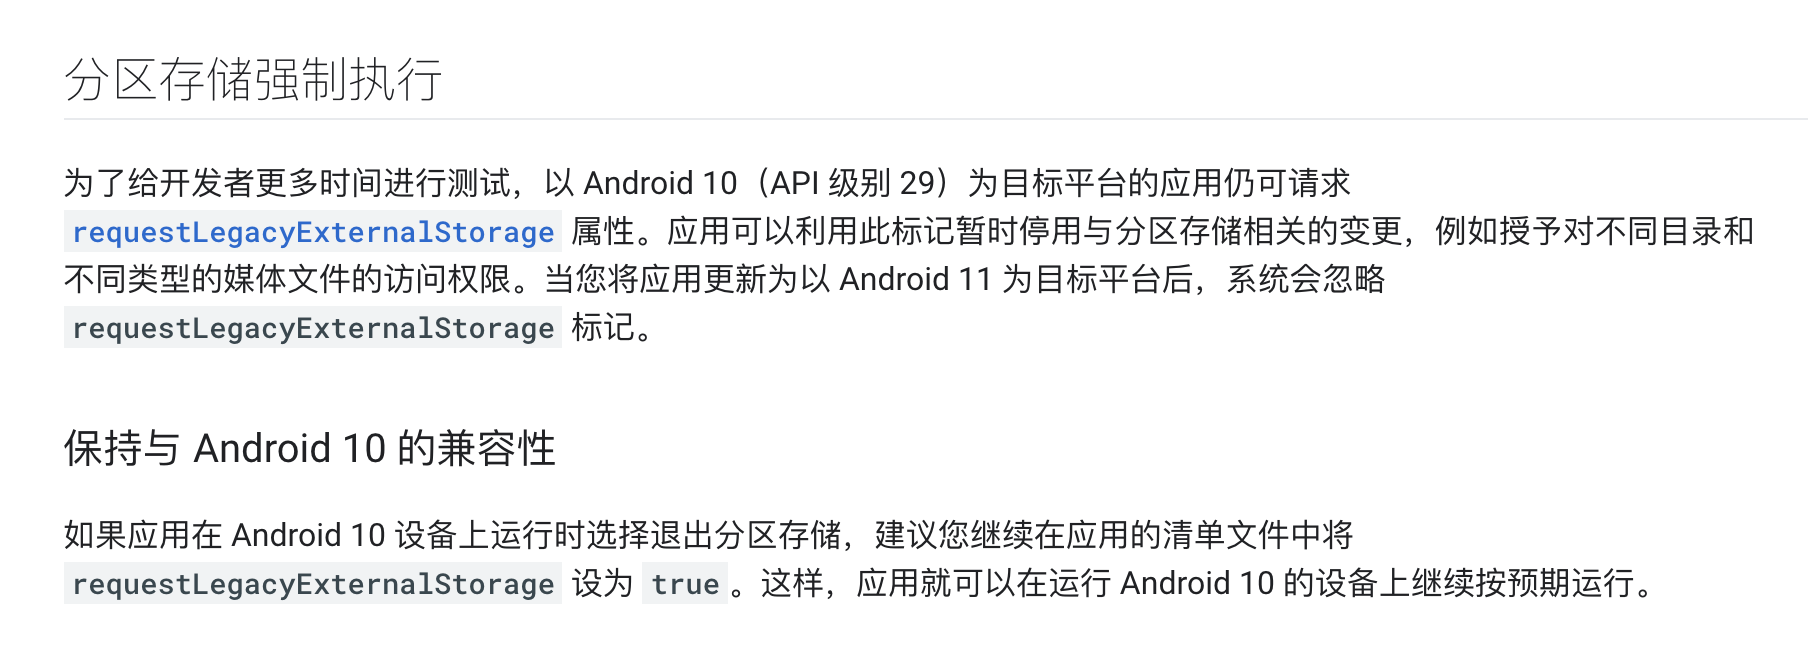 分区存储强制执行
为了给开发者更多时间进行测试，以 Android 10（API 级别 29）为目标平台的应用仍可请求
requestLegacyExternalStorage 属性。应用可以利用此标记暂时停用与分区存储相关的变更，例如授予对不同目录和
不同类型的媒体文件的访问权限。当您将应用更新为以 Android 11 为目标平台后，系统会忽略
requestLegacyExternalStorage 标记。
保持与 Android 10 的兼容性
如果应用在 Android 10 设备上运行时选择退出分区存储，建议您继续在应用的清单文件中将
requestLegacyExternalStorage 设为 true 。这样，应用就可以在运行 Android 10 的设备上继续按预期运行。